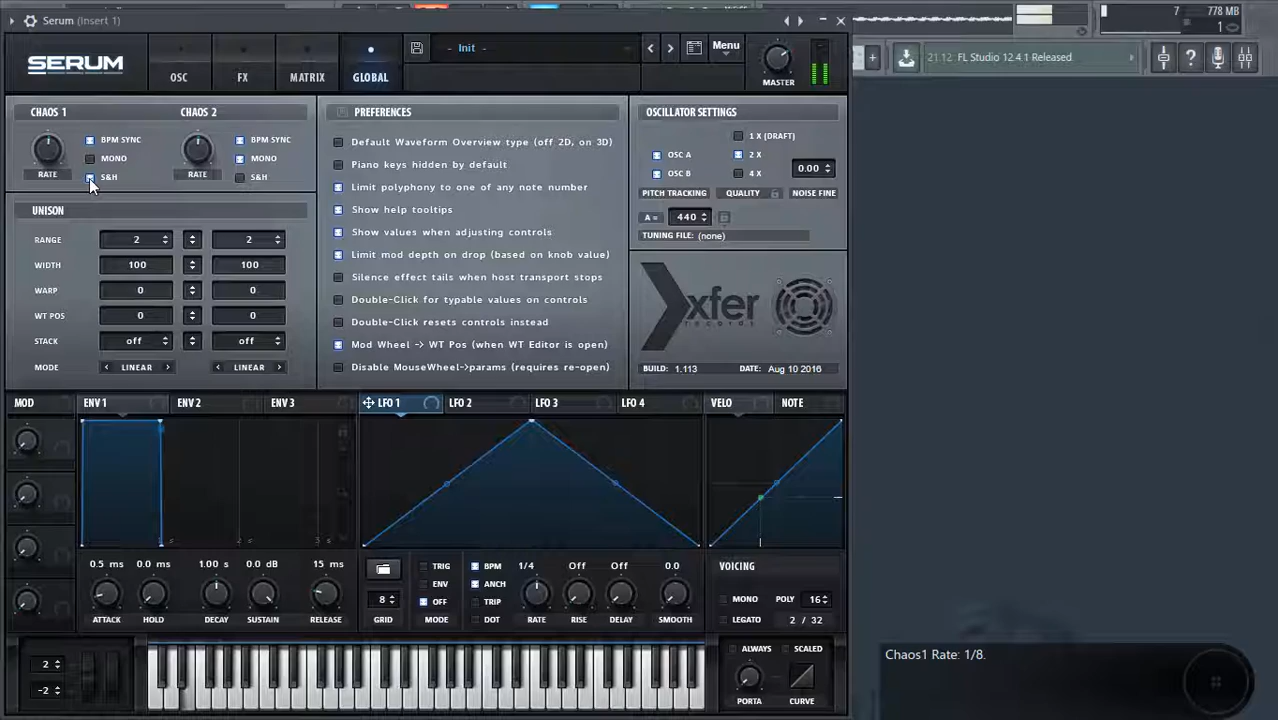 Serum (Insert 1)
7
778 MB
1
SERUM
OSC
FX
MATRIX
GLOBAL
- Init -
Menu
MASTER
21.12 FL Studio 12.4.1 Released
CHAOS 1
CHAOS 2
PREFERENCES
OSCILLATOR SETTINGS
BPM SYNC
MONO
S&H
RATE
BPM SYNC
MONO
S&H
RATE
Default Waveform Overview type (off 2D, on 3D)
Piano keys hidden by default
Limit polyphony to one of any note number
Show help tooltips
Show values when adjusting controls
Limit mod depth on drop (based on knob value)
Silence effect tails when host transport stops
Double-Click for typable values on controls
Double-Click resets controls instead
Mod Wheel -> WT Pos (when WT Editor is open)
Disable MouseWheel->params (requires re-open)
1 X (DRAFT)
OSC A
2 X
OSC B
4 X
0.00
PITCH TRACKING
QUALITY
NOISE FINE
A =
440
TUNING FILE: (none)
UNISON
RANGE 2 2
WIDTH 100 100
WARP 0 0
WT POS 0 0
STACK off off
MODE < LINEAR > < LINEAR >
xfer
records
BUILD: 1.113 DATE: Aug 10 2016
MOD
ENV 1
ENV 2
ENV 3
LFO 1
LFO 2
LFO 3
LFO 4
VELO
NOTE
0.5 ms
0.0 ms
1.00 s
0.0 dB
15 ms
ATTACK
HOLD
DECAY
SUSTAIN
RELEASE
8
GRID
TRIG
ENV
OFF
MODE
BPM
ANCH
TRIP
DOT
1/4
Off
Off
0.0
RATE
RISE
DELAY
SMOOTH
VOICING
MONO
POLY
16
LEGATO
2 / 32
2
-2
ALWAYS
SCALED
PORTA
CURVE
Chaos1 Rate: 1/8.